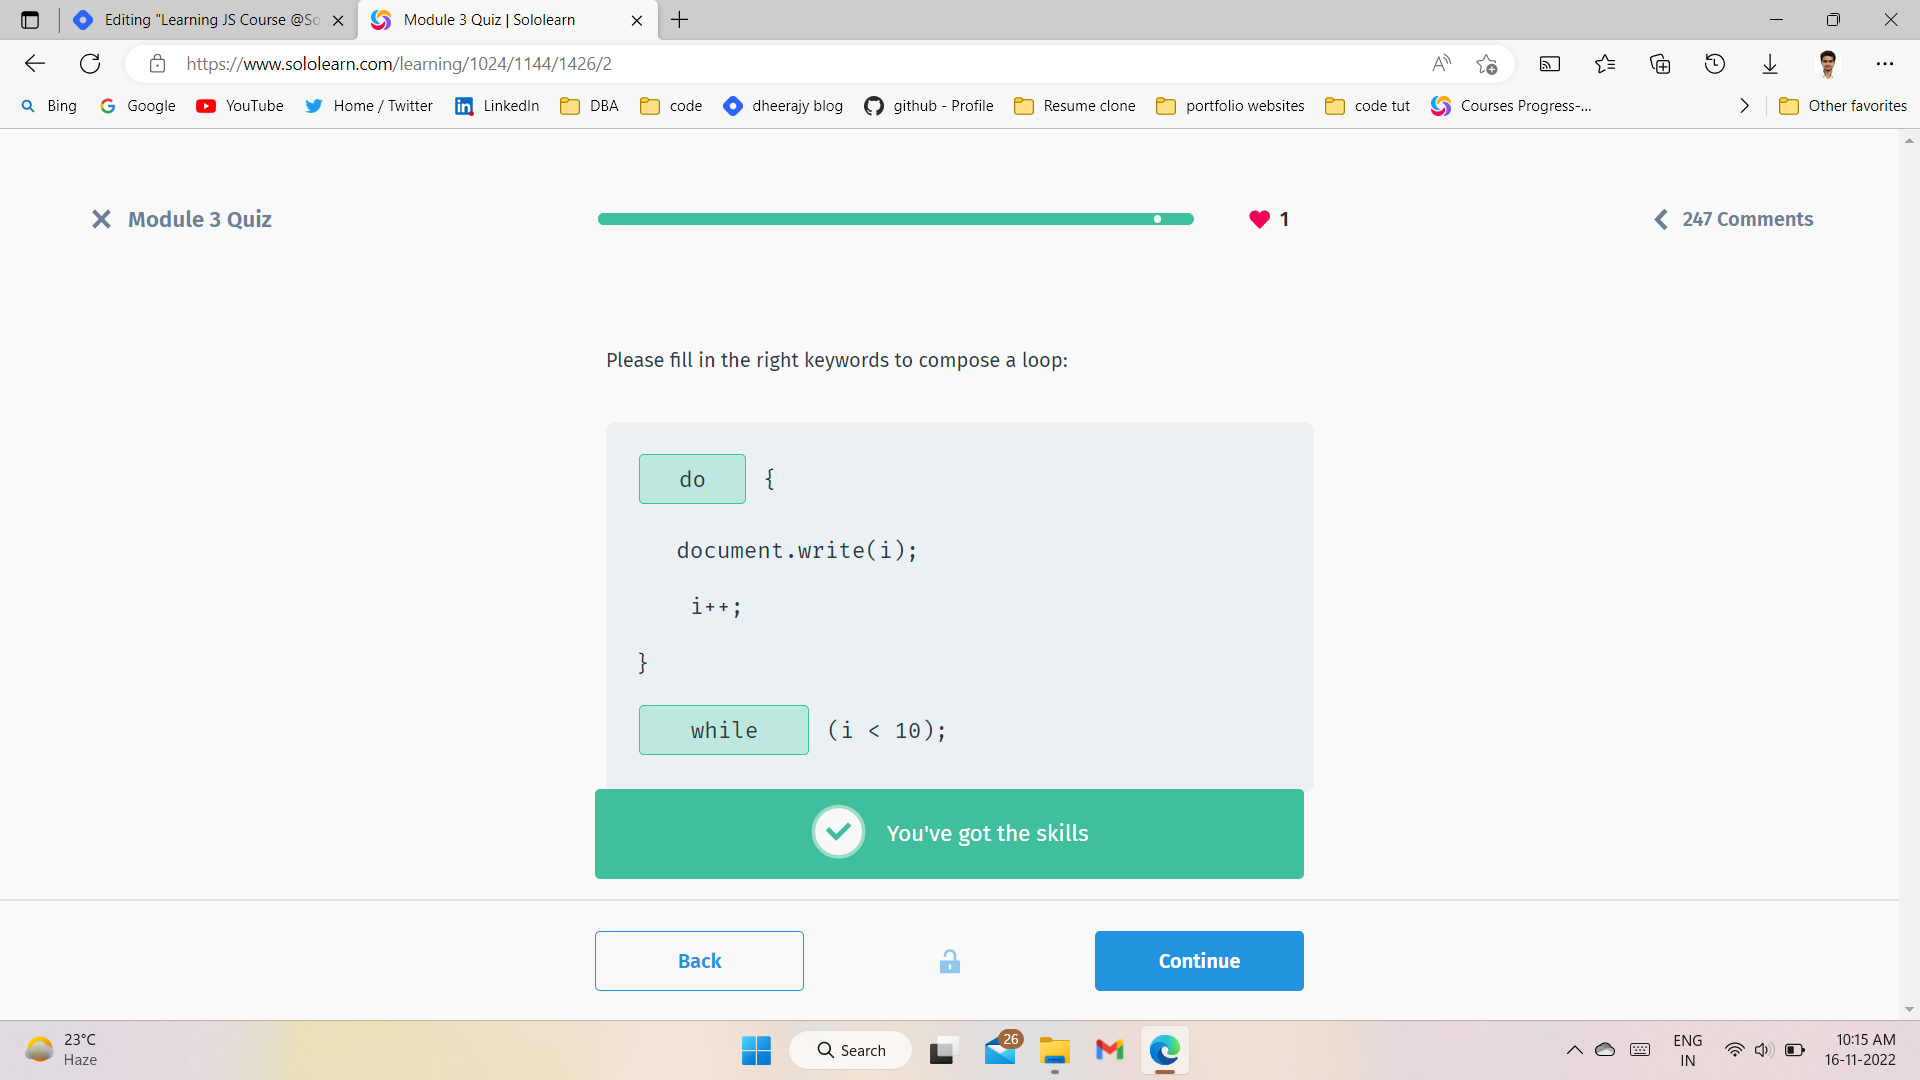 Editing "Learning JS Course @So
Module 3 Quiz | Sololearn
https://www.sololearn.com/learning/1024/1144/1426/2
Bing
Google
YouTube
Home / Twitter
LinkedIn
DBA
code
dheerajy blog
github - Profile
Resume clone
portfolio websites
code tut
Courses Progress-...
Other favorites
Module 3 Quiz
1
247 Comments
Please fill in the right keywords to compose a loop:
do {
document.write(i);
i++;
}
while (i < 10);
You've got the skills
Back
Continue
23°C
Haze
Search
26
ENG
IN
10:15 AM
16-11-2022